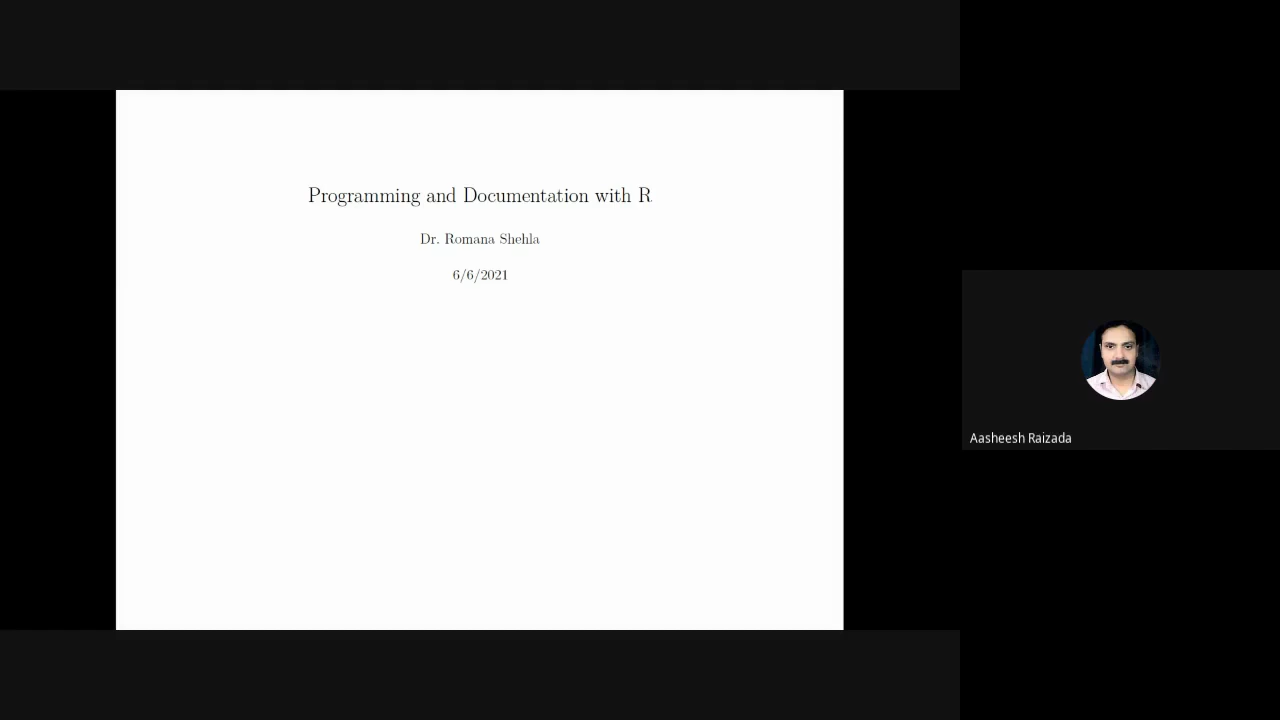 Programming and Documentation with R
Dr. Romana Shehla
6/6/2021
Aasheesh Raizada